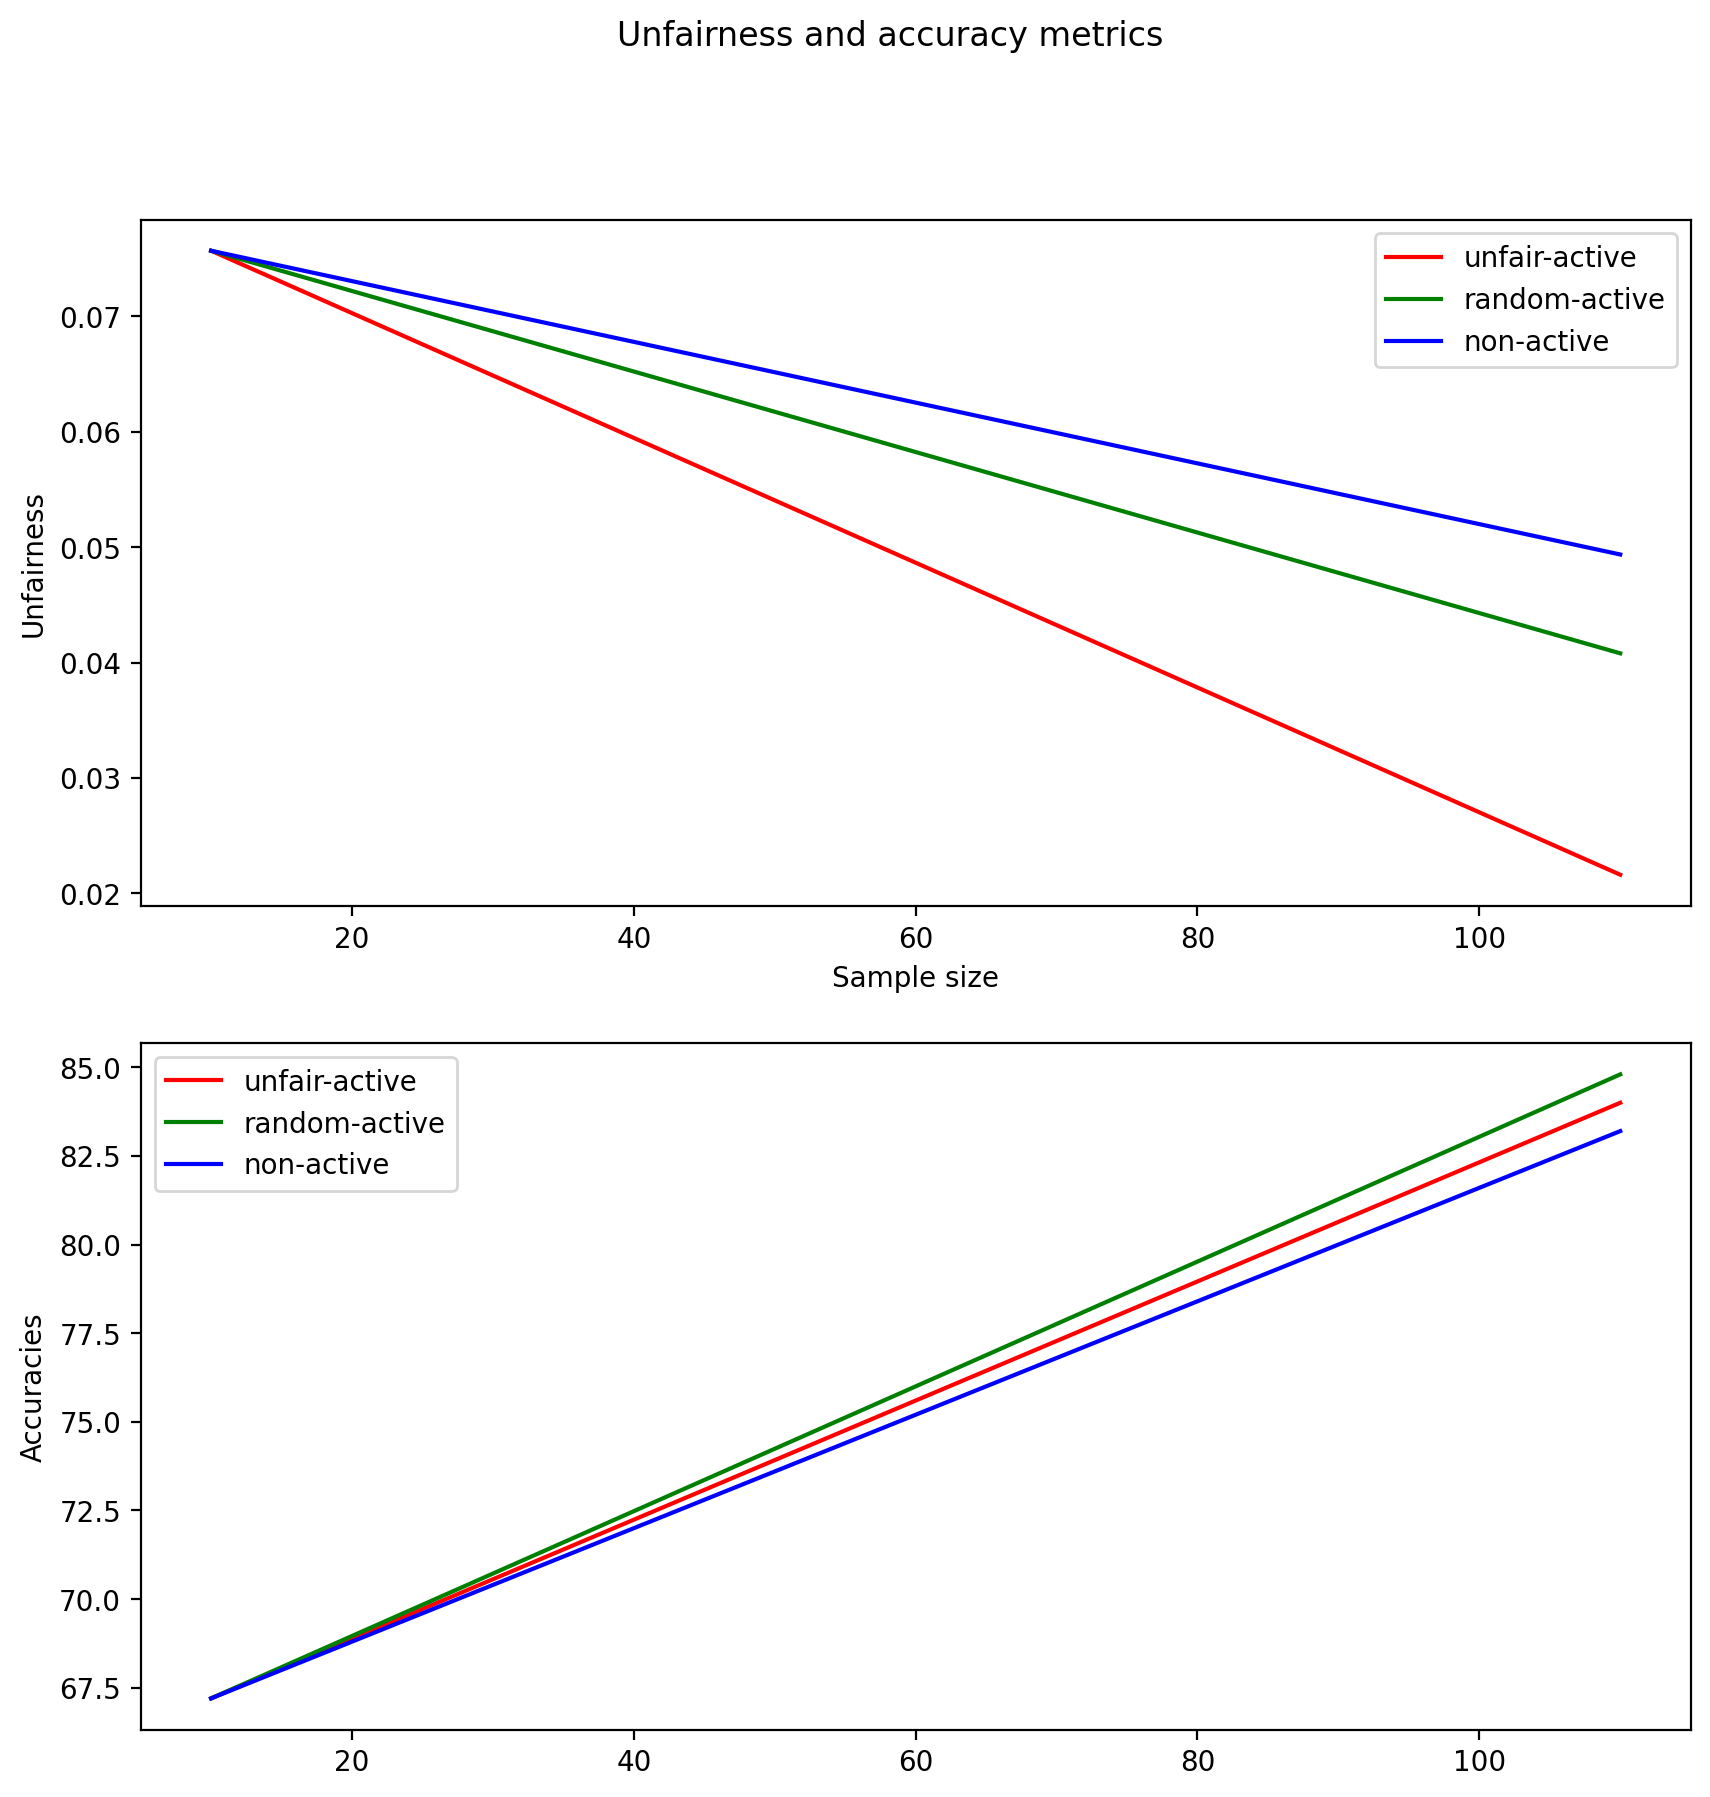 Unfairness and accuracy metrics
unfair-active
random-active
non-active
0.07
0.06
0.05
0.04
0.03
0.02
Unfairness
20 40 60 80 100
Sample size
unfair-active
random-active
non-active
85.0
82.5
80.0
77.5
75.0
72.5
70.0
67.5
Accuracies
20 40 60 80 100